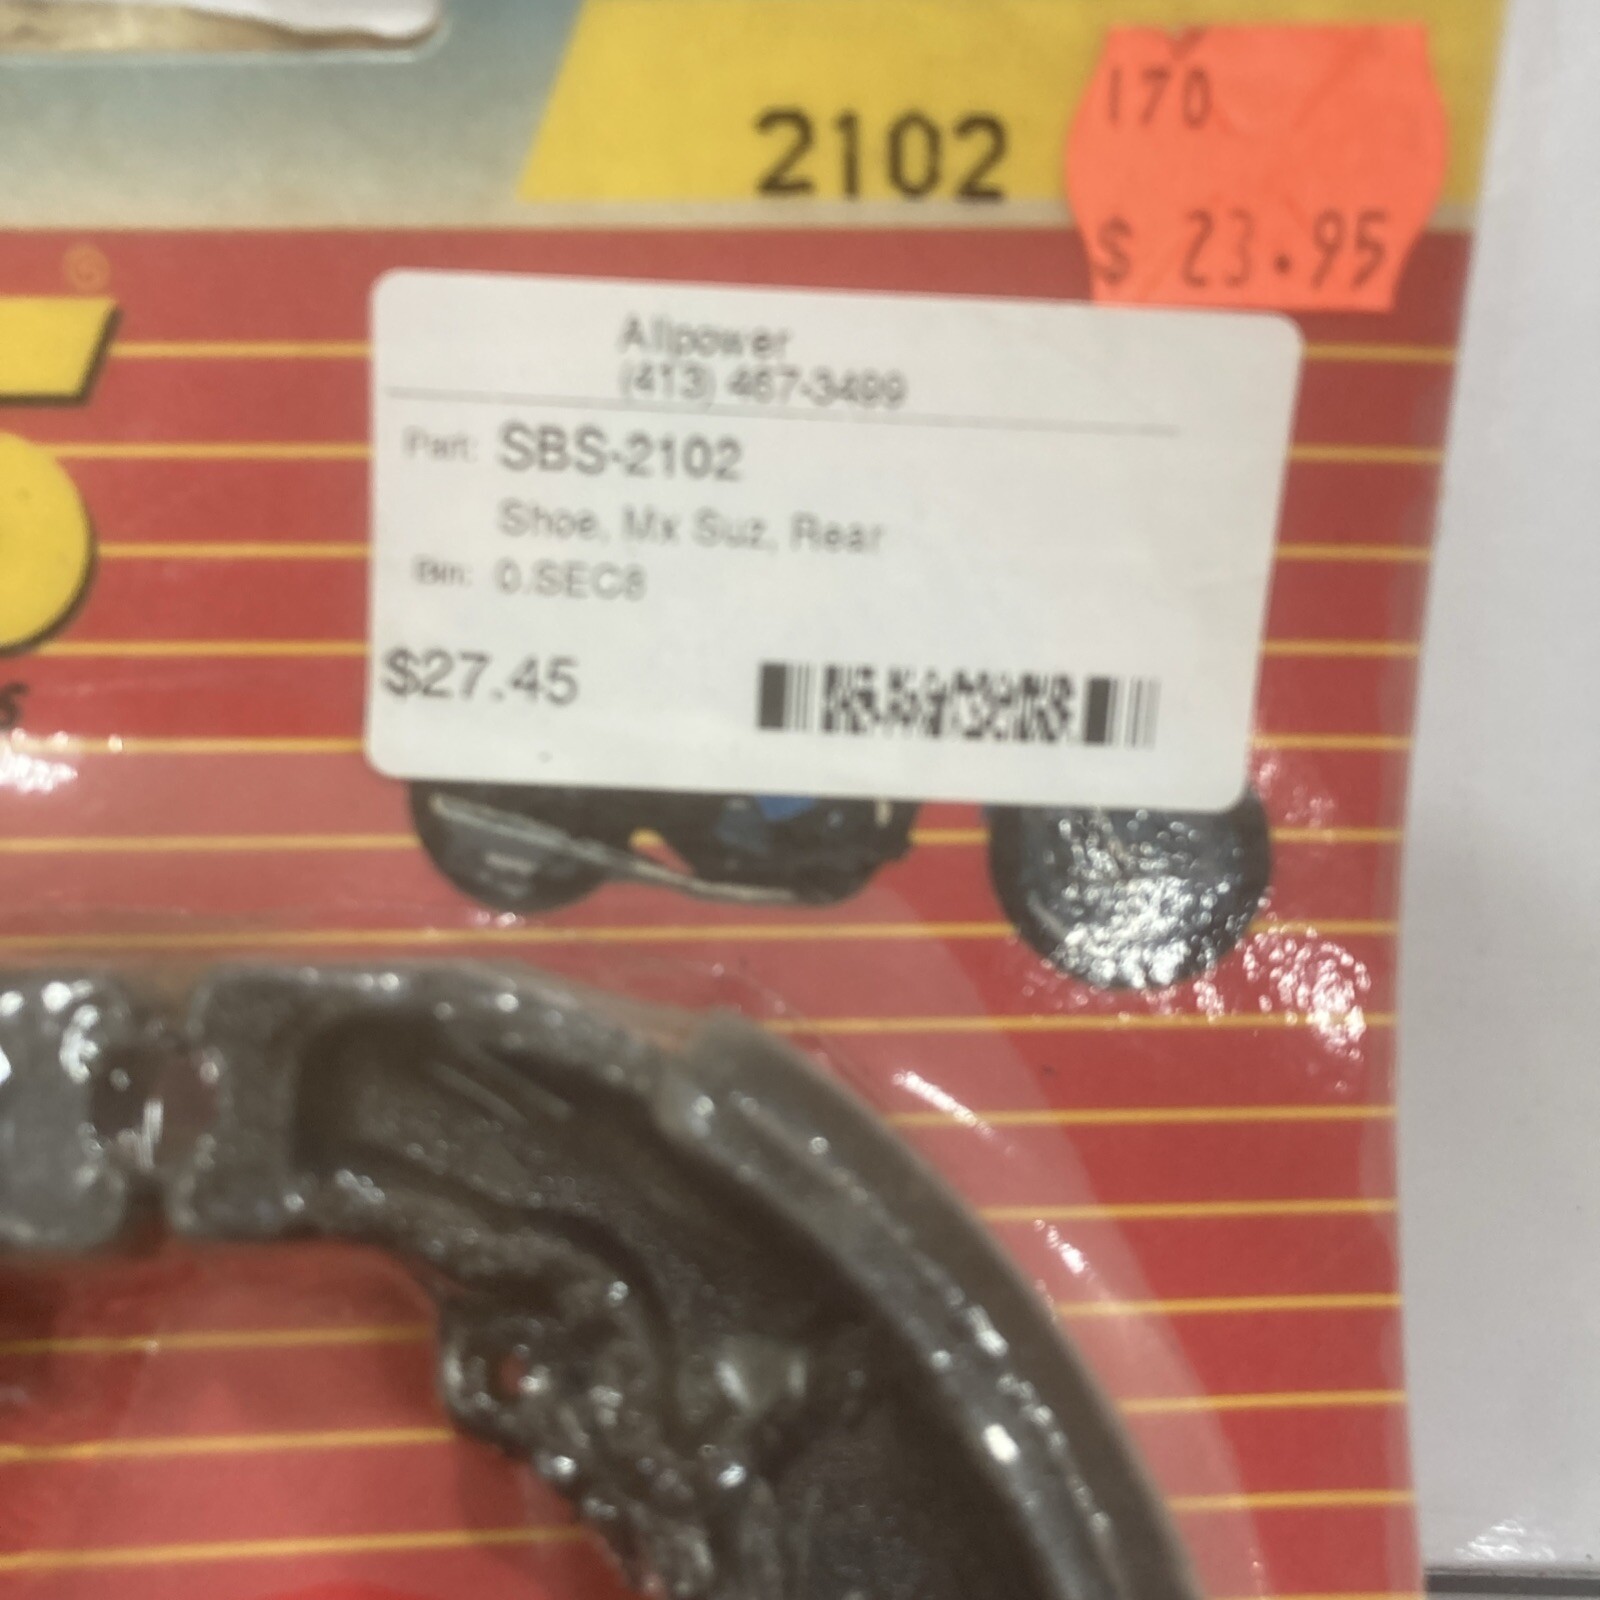 2102
170
$ 23.95
Allpower
(413) 467-3499
Part: SBS-2102
Shoe, Mx Suz, Rear
Bin: 0.SEC8
$27.45